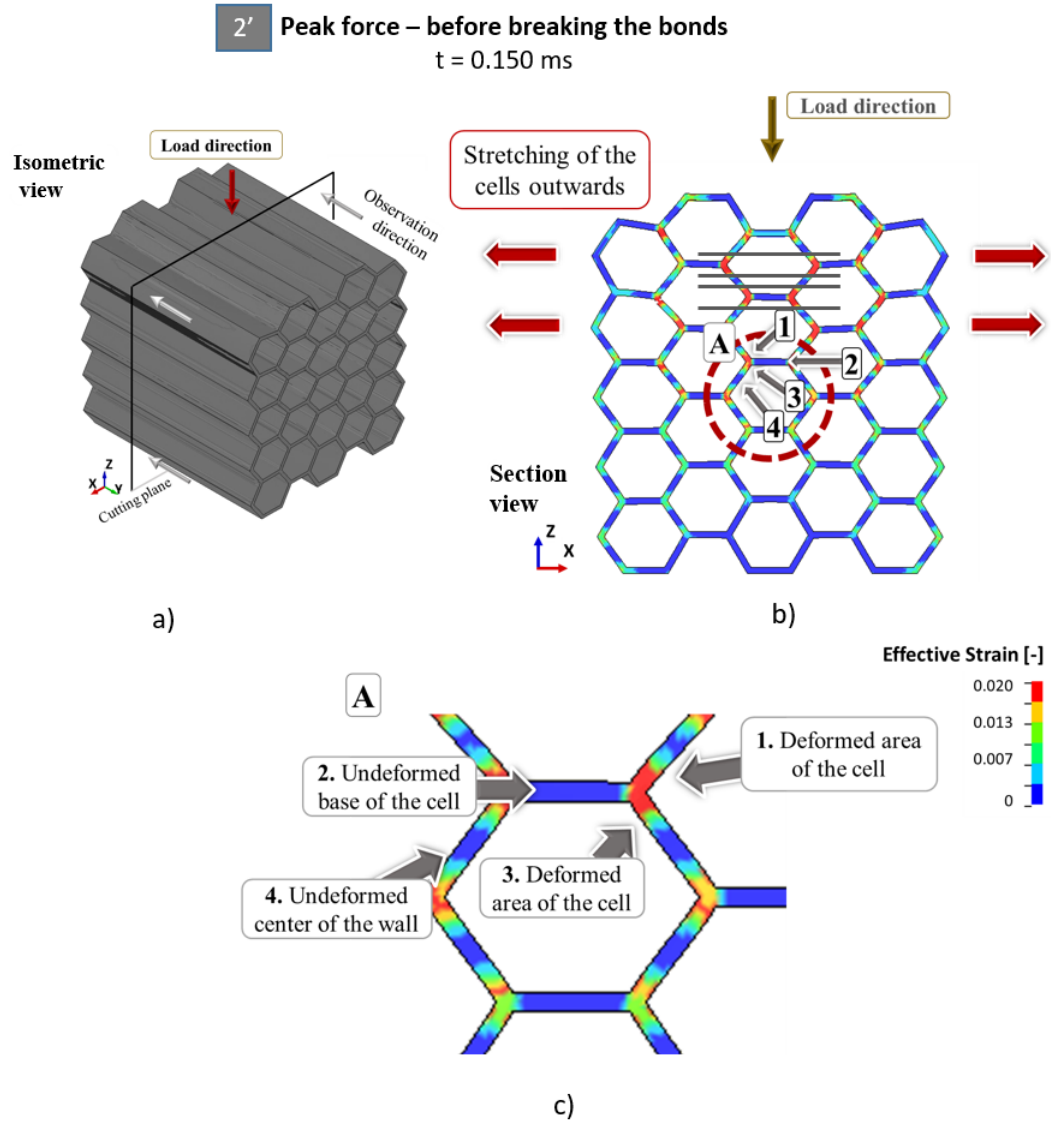 2’ Peak force – before breaking the bonds
t = 0.150 ms
Isometric
view
Load direction
Observation
direction
Z
X
Y
Cutting plane
a)
Load direction
Stretching of the
cells outwards
A
1
2
3
4
Section
view
Z
X
b)
Effective Strain [-]
0.020
0.013
0.007
0
A
1. Deformed area
of the cell
2. Undeformed
base of the cell
3. Deformed
area of the cell
4. Undeformed
center of the wall
c)